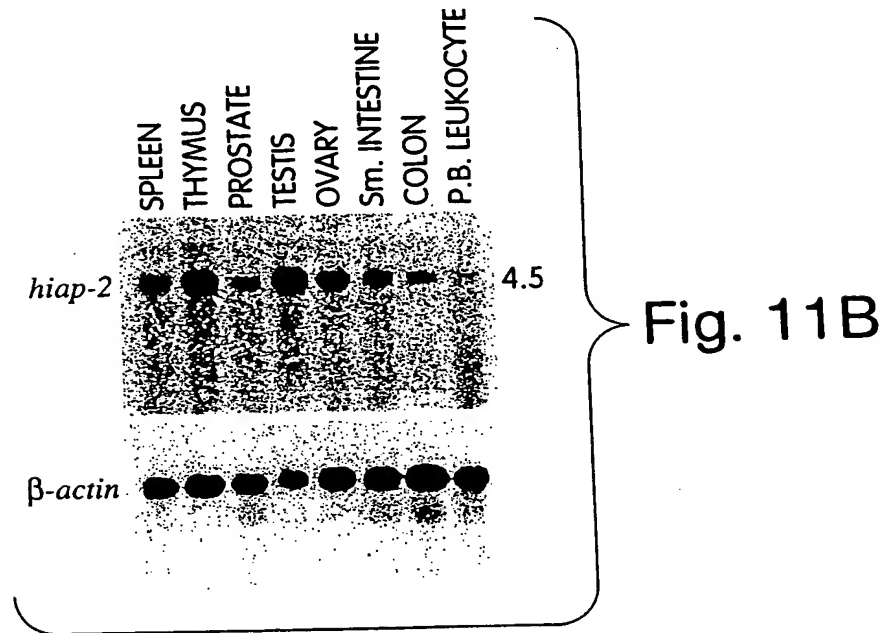 SPLEEN
THYMUS
PROSTATE
TESTIS
OVARY
Sm. INTESTINE
COLON
P.B. LEUKOCYTE
hiap-2
4.5
Fig. 11B
β-actin